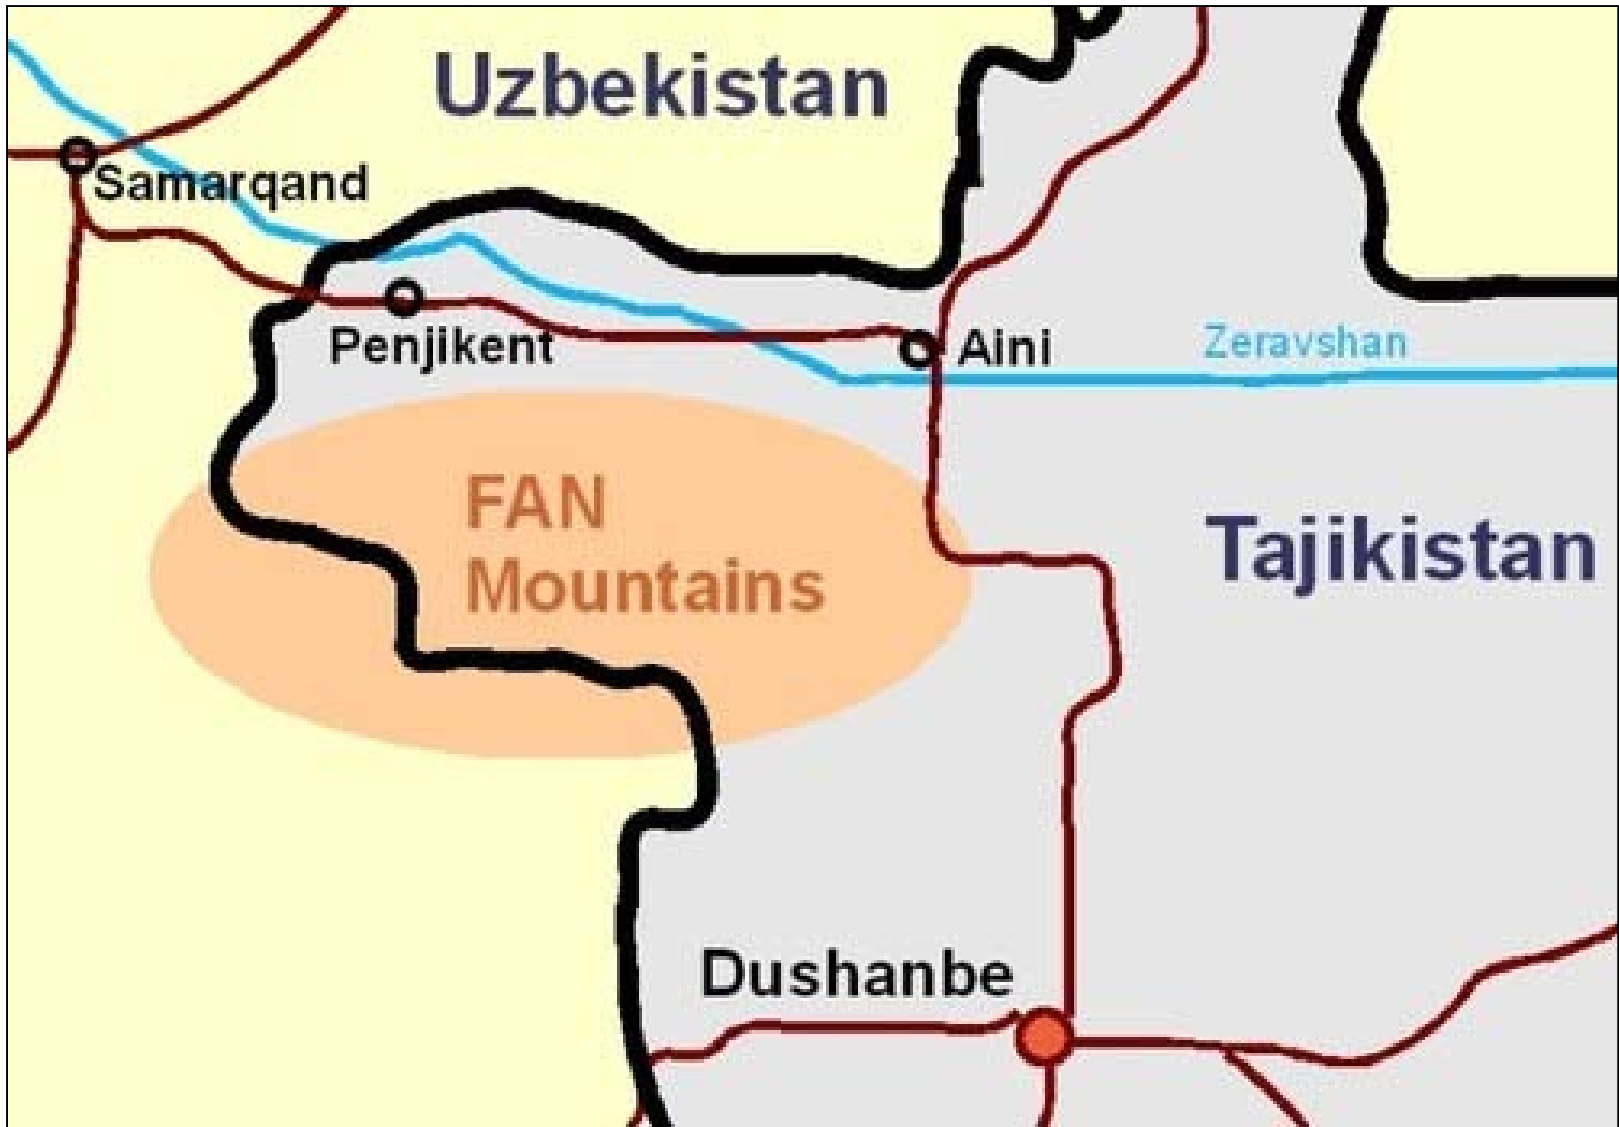 Uzbekistan
Samarqand
Penjikent
Aini
Zeravshan
FAN
Mountains
Tajikistan
Dushanbe